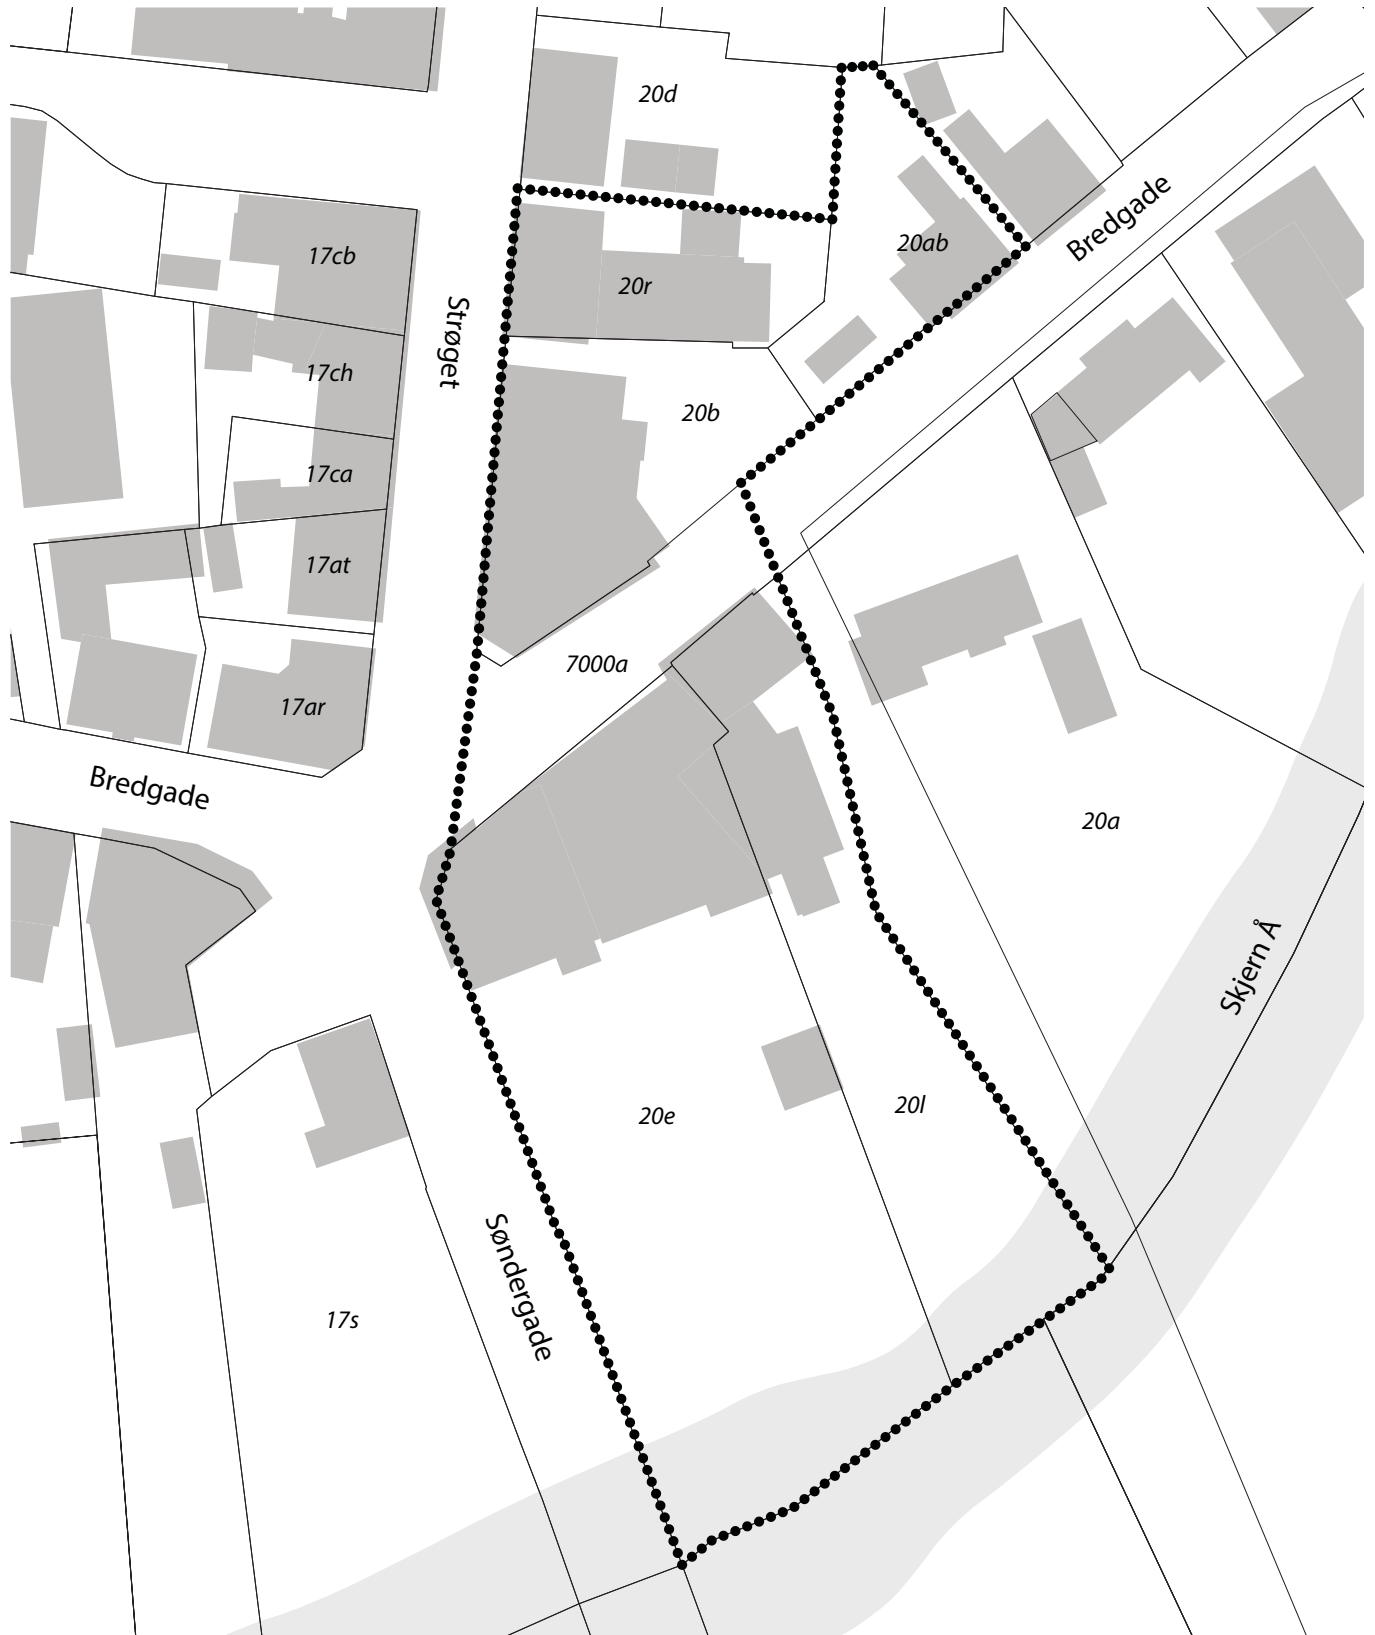 20d
Bredgade
20ab
17cb
20r
Strøget
17ch
20b
17ca
17at
7000a
17ar
Bredgade
20a
Skjern Å
20e
20l
Søndergade
17s